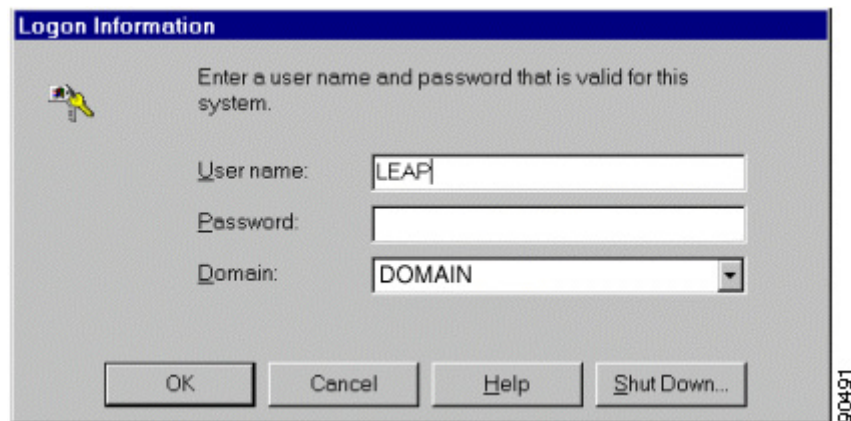 Logon Information
Enter a user name and password that is valid for this
system.
User name:
LEAP
Password:
Domain:
DOMAIN
OK
Cancel
Help
Shut Down...
90491